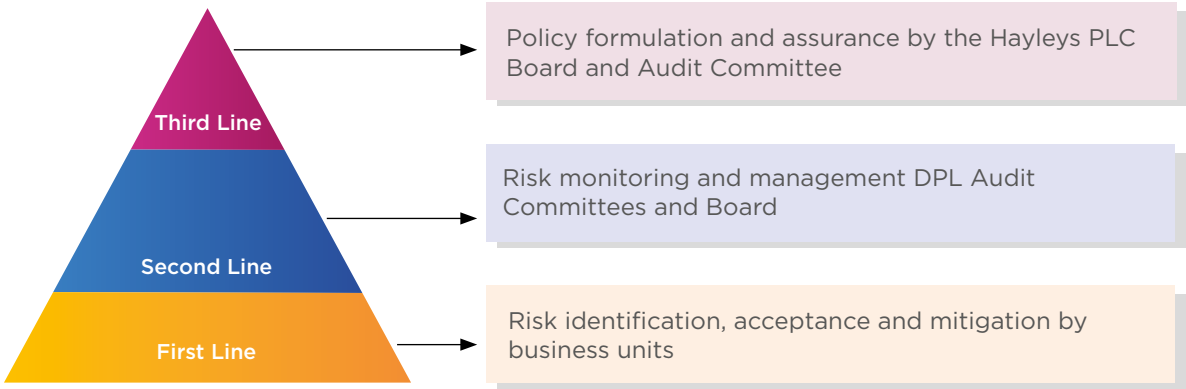 Third Line
Policy formulation and assurance by the Hayleys PLC
Board and Audit Committee
Second Line
Risk monitoring and management DPL Audit
Committees and Board
First Line
Risk identification, acceptance and mitigation by
business units